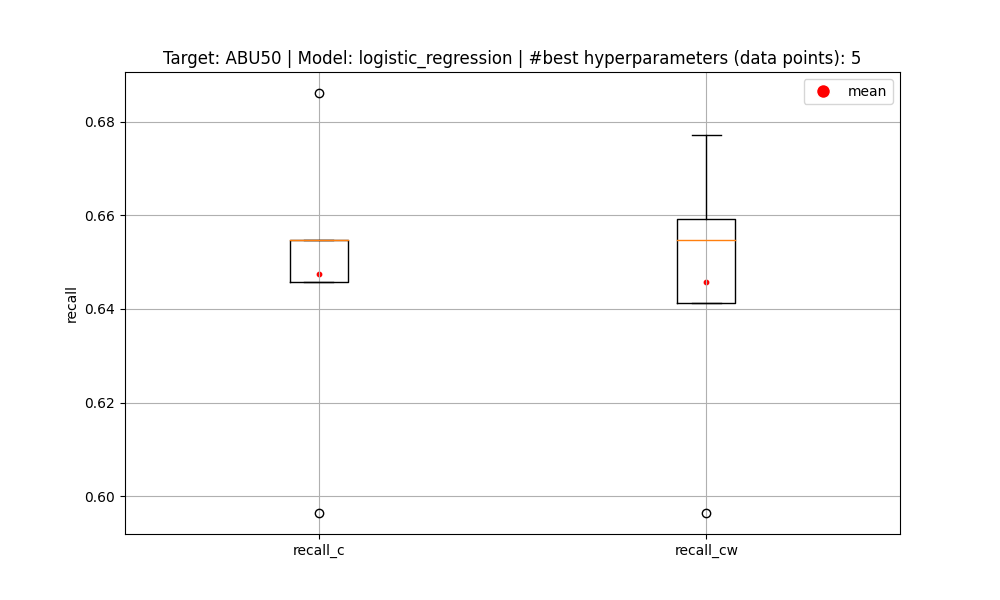 Target: ABU50 | Model: logistic_regression | #best hyperparameters (data points): 5
mean
0.68
0.66
0.64
0.62
0.60
recall
recall_c
recall_cw